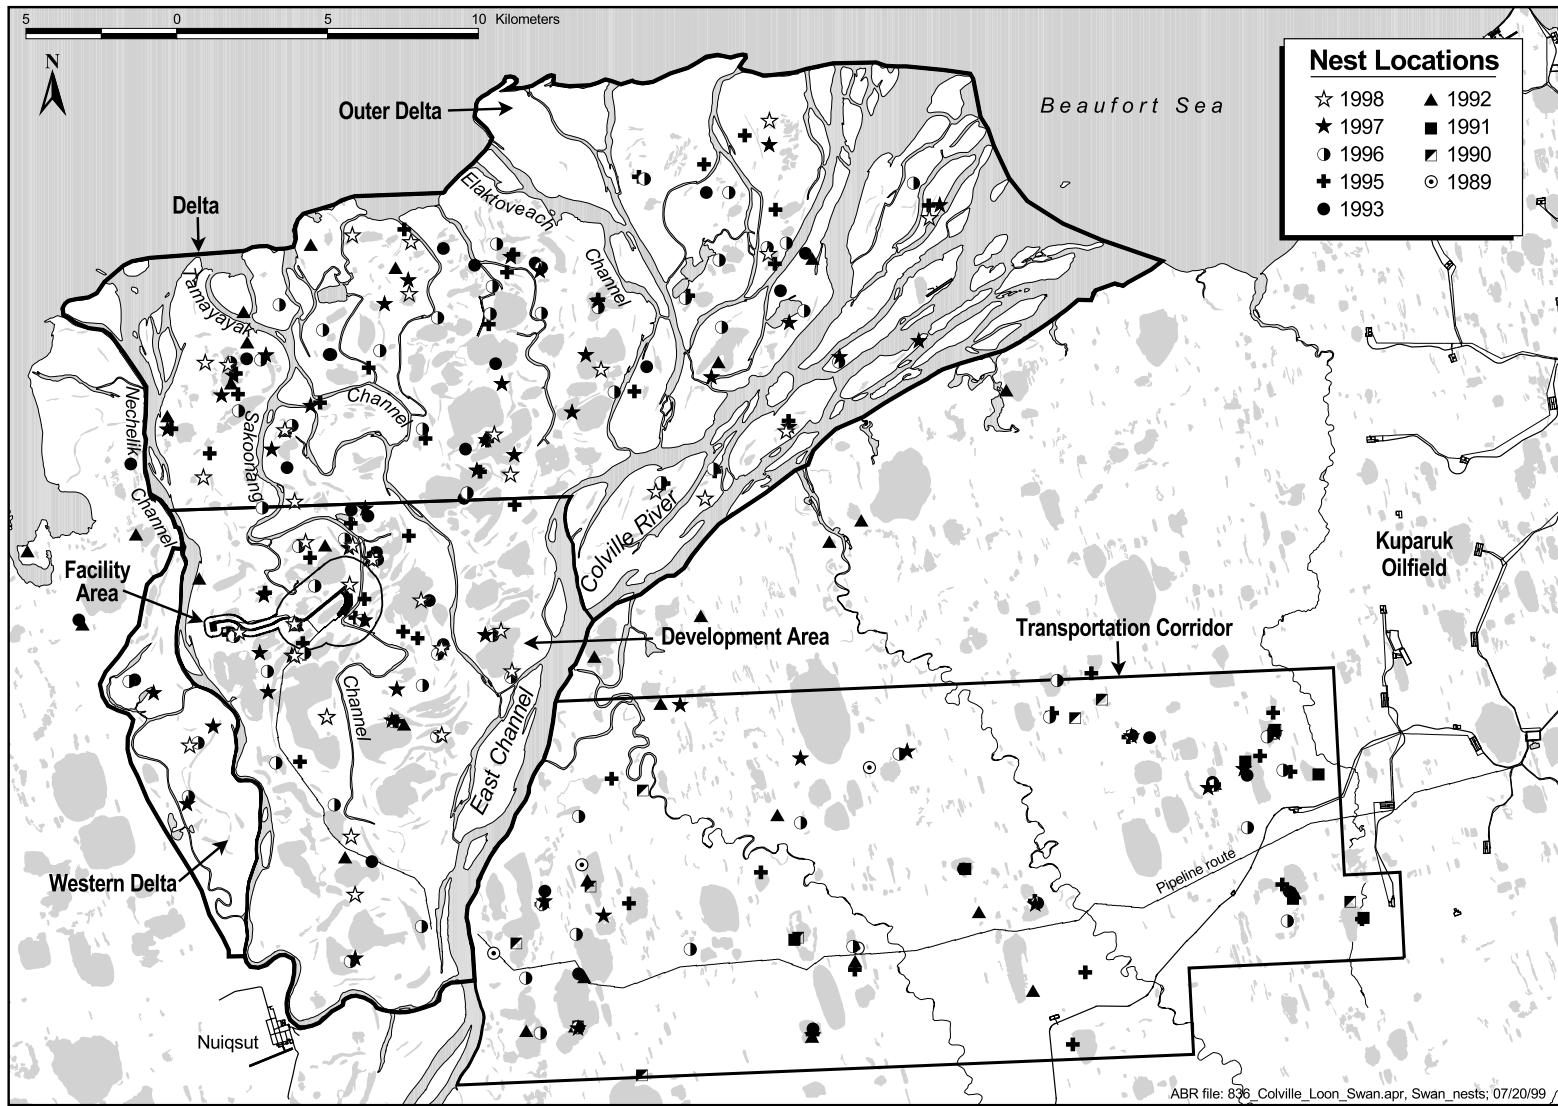 5 0 5 10 Kilometers
N
Nest Locations
1998 1992
1997 1991
1996 1990
1995 1989
1993
Beaufort Sea
Outer Delta
Delta
Elaktoveach
Channel
Tamayayak
Channel
Nechelik
Channel
Sakoonang
Channel
Colville River
East Channel
Facility
Area
Development Area
Transportation Corridor
Kuparuk
Oilfield
Western Delta
Pipeline route
Nuiqsut
ABR file: 836_Colville_Loon_Swan.apr, Swan_nests; 07/20/99